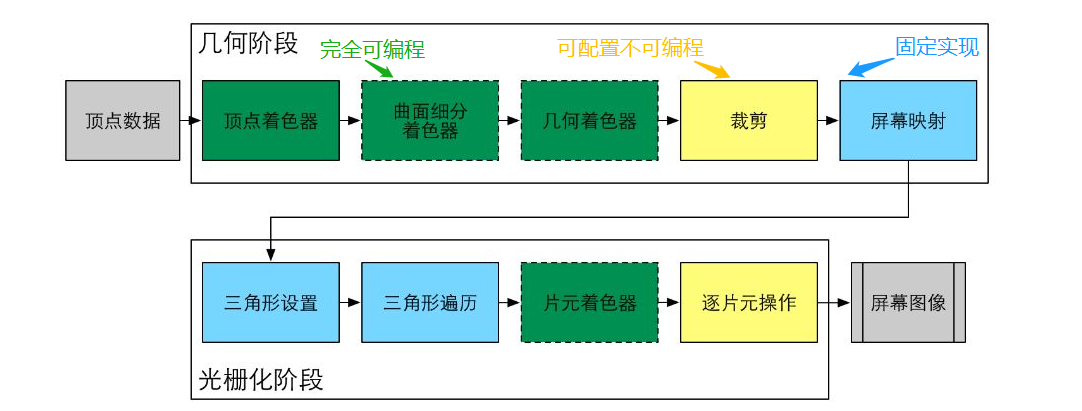 几何阶段
完全可编程
可配置不可编程
固定实现
顶点数据
顶点着色器
曲面细分
着色器
几何着色器
裁剪
屏幕映射
三角形设置
三角形遍历
片元着色器
逐片元操作
屏幕图像
光栅化阶段